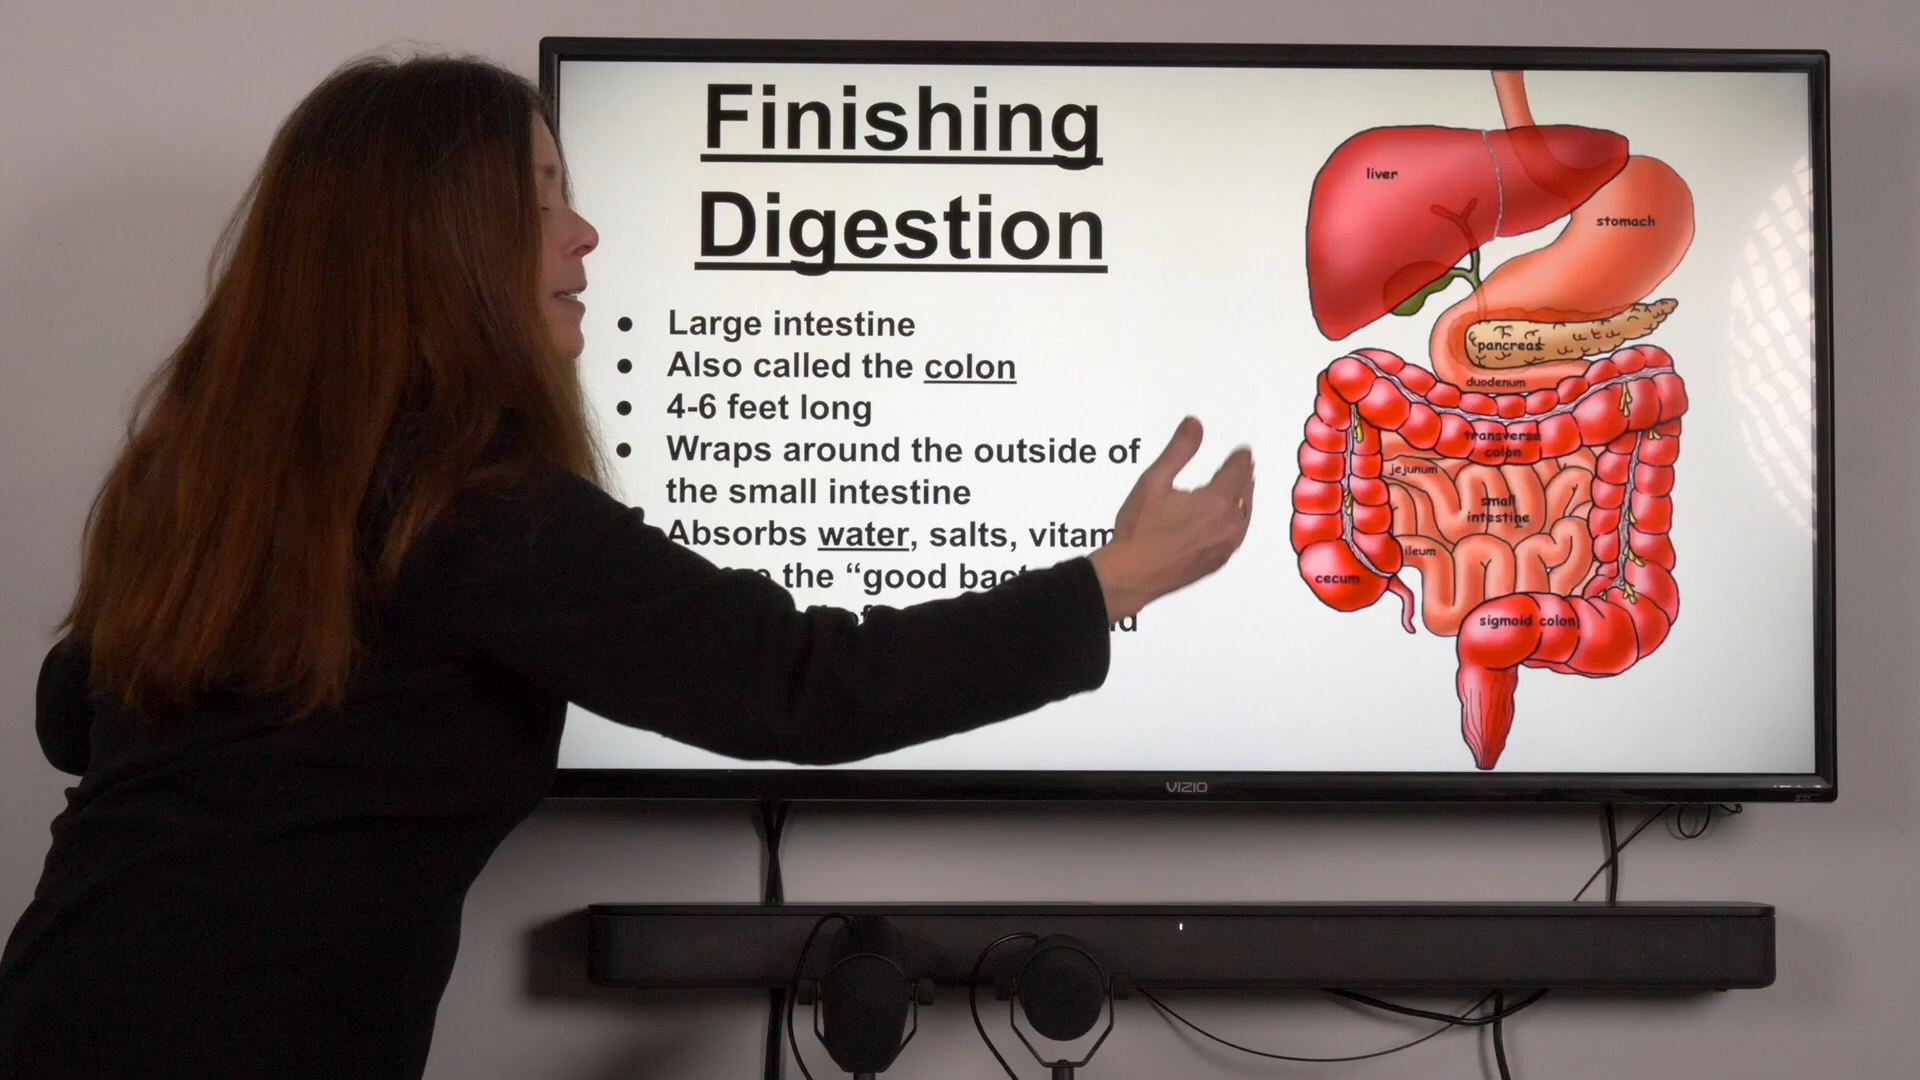 Finishing
Digestion
Large intestine
Also called the colon
4-6 feet long
Wraps around the outside of
the small intestine
Absorbs water, salts, vitam
the “good bac
liver
stomach
pancreas
duodenum
transverse
colon
jejunum
small
intestine
ileum
cecum
sigmoid colon
VIZIO